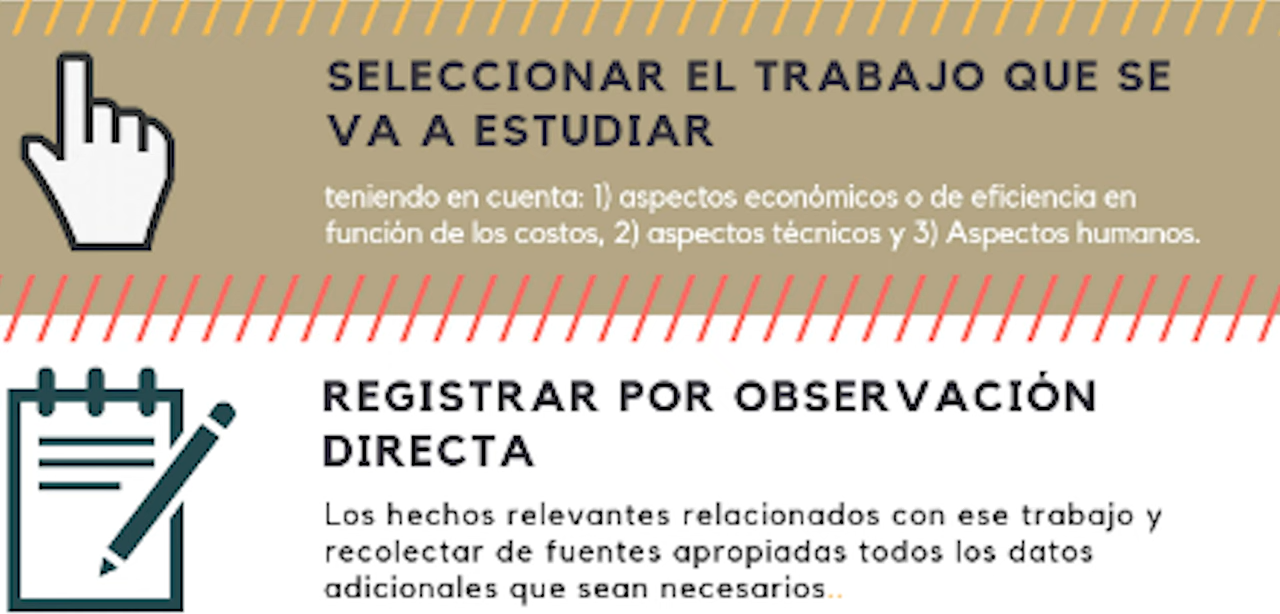 SELECCIONAR EL TRABAJO QUE SE
VA A ESTUDIAR
teniendo en cuenta: 1) aspectos económicos o de eficiencia en
función de los costos, 2) aspectos técnicos y 3) Aspectos humanos.
REGISTRAR POR OBSERVACIÓN
DIRECTA
Los hechos relevantes relacionados con ese trabajo y
recolectar de fuentes apropiadas todos los datos
adicionales que sean necesarios..